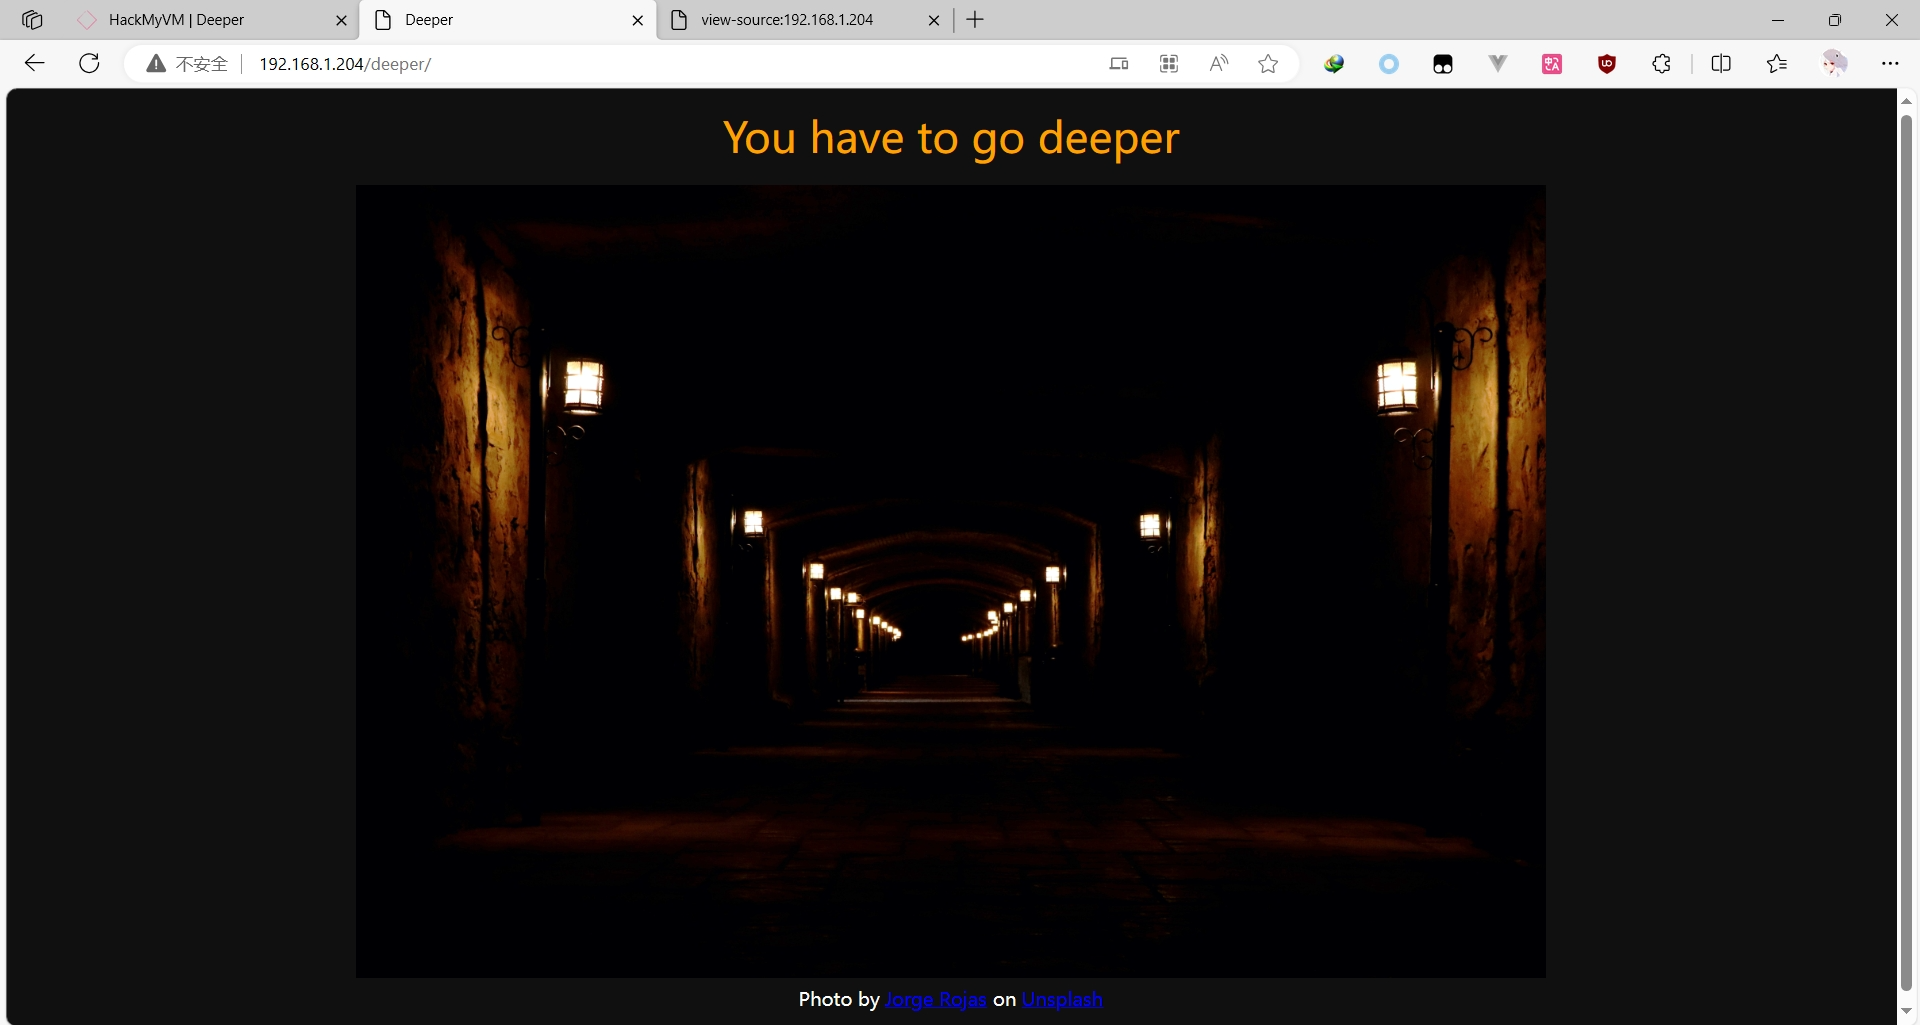 HackMyVM | Deeper
Deeper
view-source:192.168.1.204
不安全
192.168.1.204/deeper/
You have to go deeper
Photo by Jorge Rojas on Unsplash